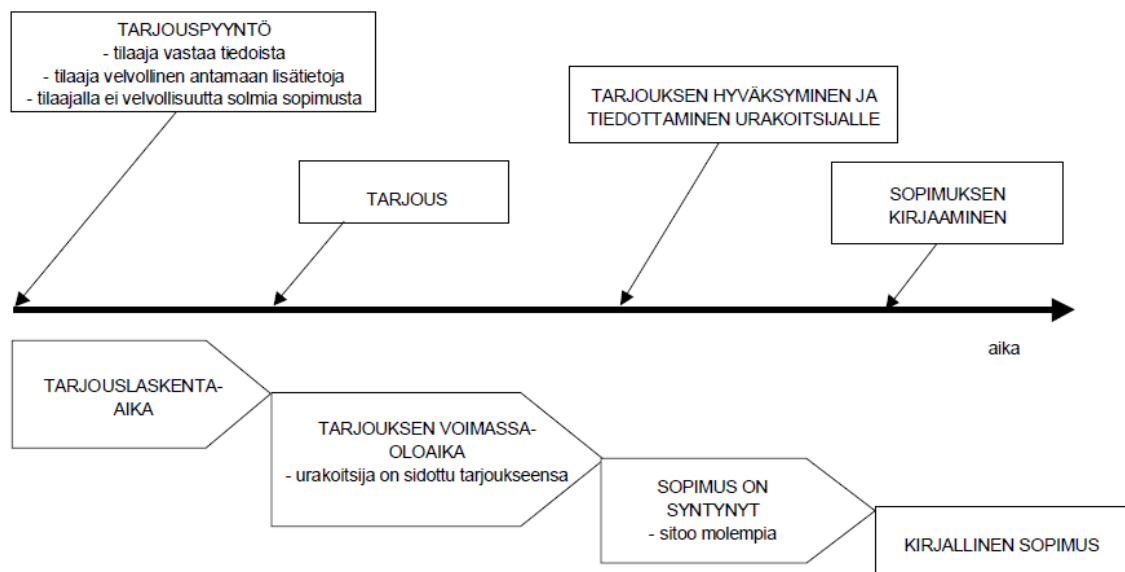 TARJOUSPYYNTÖ
- tilaaja vastaa tiedoista
- tilaaja velvollinen antamaan lisätietoja
- tilaajalla ei velvollisuutta solmia sopimusta
TARJOUKSEN HYVÄKSYMINEN JA
TIEDOTTAMINEN URAKOITSIJALLE
TARJOUS
SOPIMUKSEN
KIRJAAMINEN
aika
TARJOUSLASKENTA-
AIKA
TARJOUKSEN VOIMASSA-
OLOAIKA
- urakoitsija on sidottu tarjoukseensa
SOPIMUS ON
SYNTYNYT
- sitoo molempia
KIRJALLINEN SOPIMUS